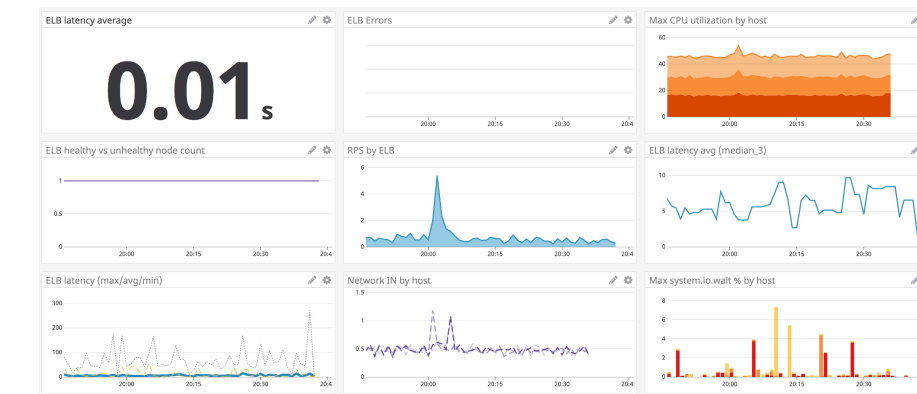 ELB latency average
0.01s
ELB Errors
20:00 20:15 20:30 20:4
Max CPU utilization by host
60
40
20
0
20:00 20:15 20:30
ELB healthy vs unhealthy node count
1
0.5
0
20:00 20:15 20:30 20:4
RPS by ELB
6
4
2
0
20:00 20:15 20:30 20:4
ELB latency avg (median_3)
10
5
0
20:00 20:15 20:30
ELB latency (max/avg/min)
300
200
100
0
20:00 20:15 20:30 20:4
Network IN by host
1.5
1
0.5
0
20:00 20:15 20:30 20:4
Max system.io.wait % by host
8
6
4
2
0
20:00 20:15 20:30